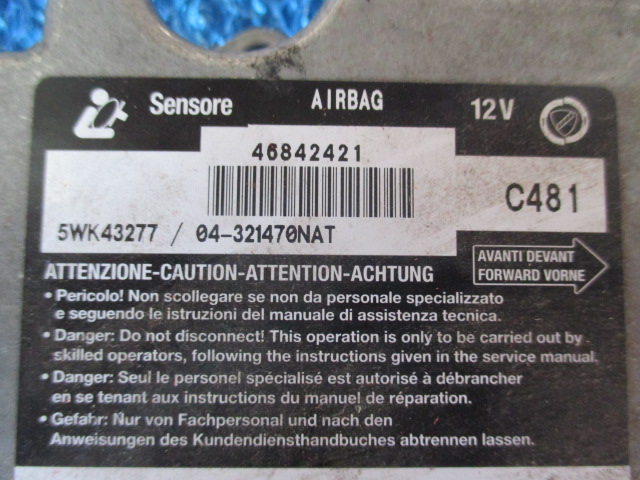 Sensore AIRBAG 12V
46842421
C481
5WK43277 / 04-321470NAT
AVANTI DEVANT
FORWARD VORNE
ATTENZIONE-CAUTION-ATTENTION-ACHTUNG
• Pericolo! Non scollegare se non da personale specializzato
e seguendo le istruzioni del manuale di assistenza tecnica.
• Danger: Do not disconnect! This operation is only to be carried out by
skilled operators, following the instructions given in the service manual.
• Danger: Seul le personel spécialisé est autorisé à débrancher
en se tenant aux instructions du manuel de réparation.
• Gefahr: Nur von Fachpersonal und nach den
Anweisungen des Kundendiensthandbuches abtrennen lassen.